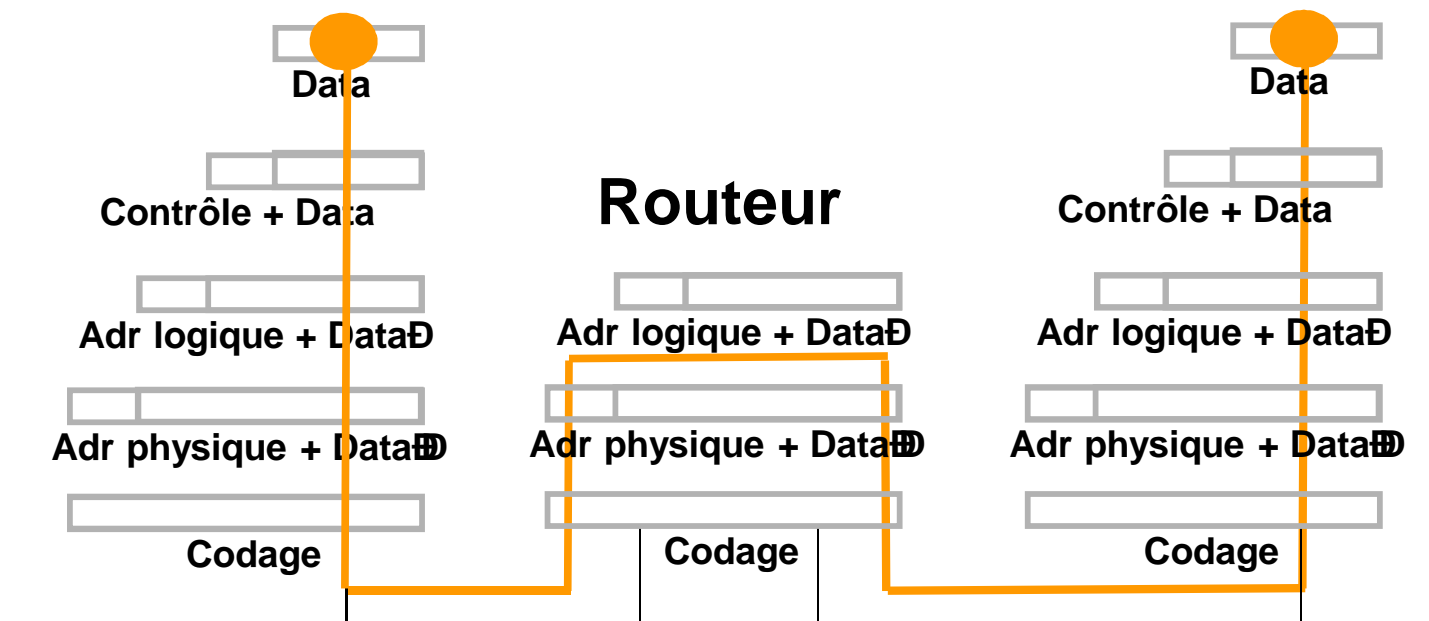 Data
Contrôle + Data
Adr logique + DataÐ
Adr physique + DataÐÐ
Codage
Routeur
Adr logique + DataÐ
Adr physique + DataÐÐ
Codage
Data
Contrôle + Data
Adr logique + DataÐ
Adr physique + DataÐÐ
Codage